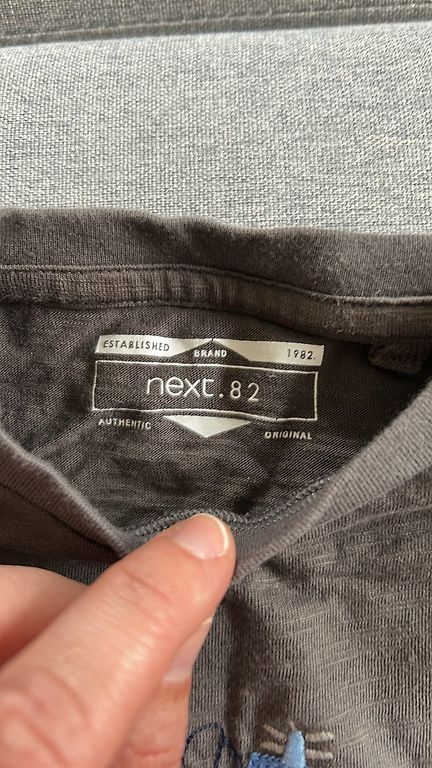 ESTABLISHED BRAND 1982.
next.82
AUTHENTIC ORIGINAL